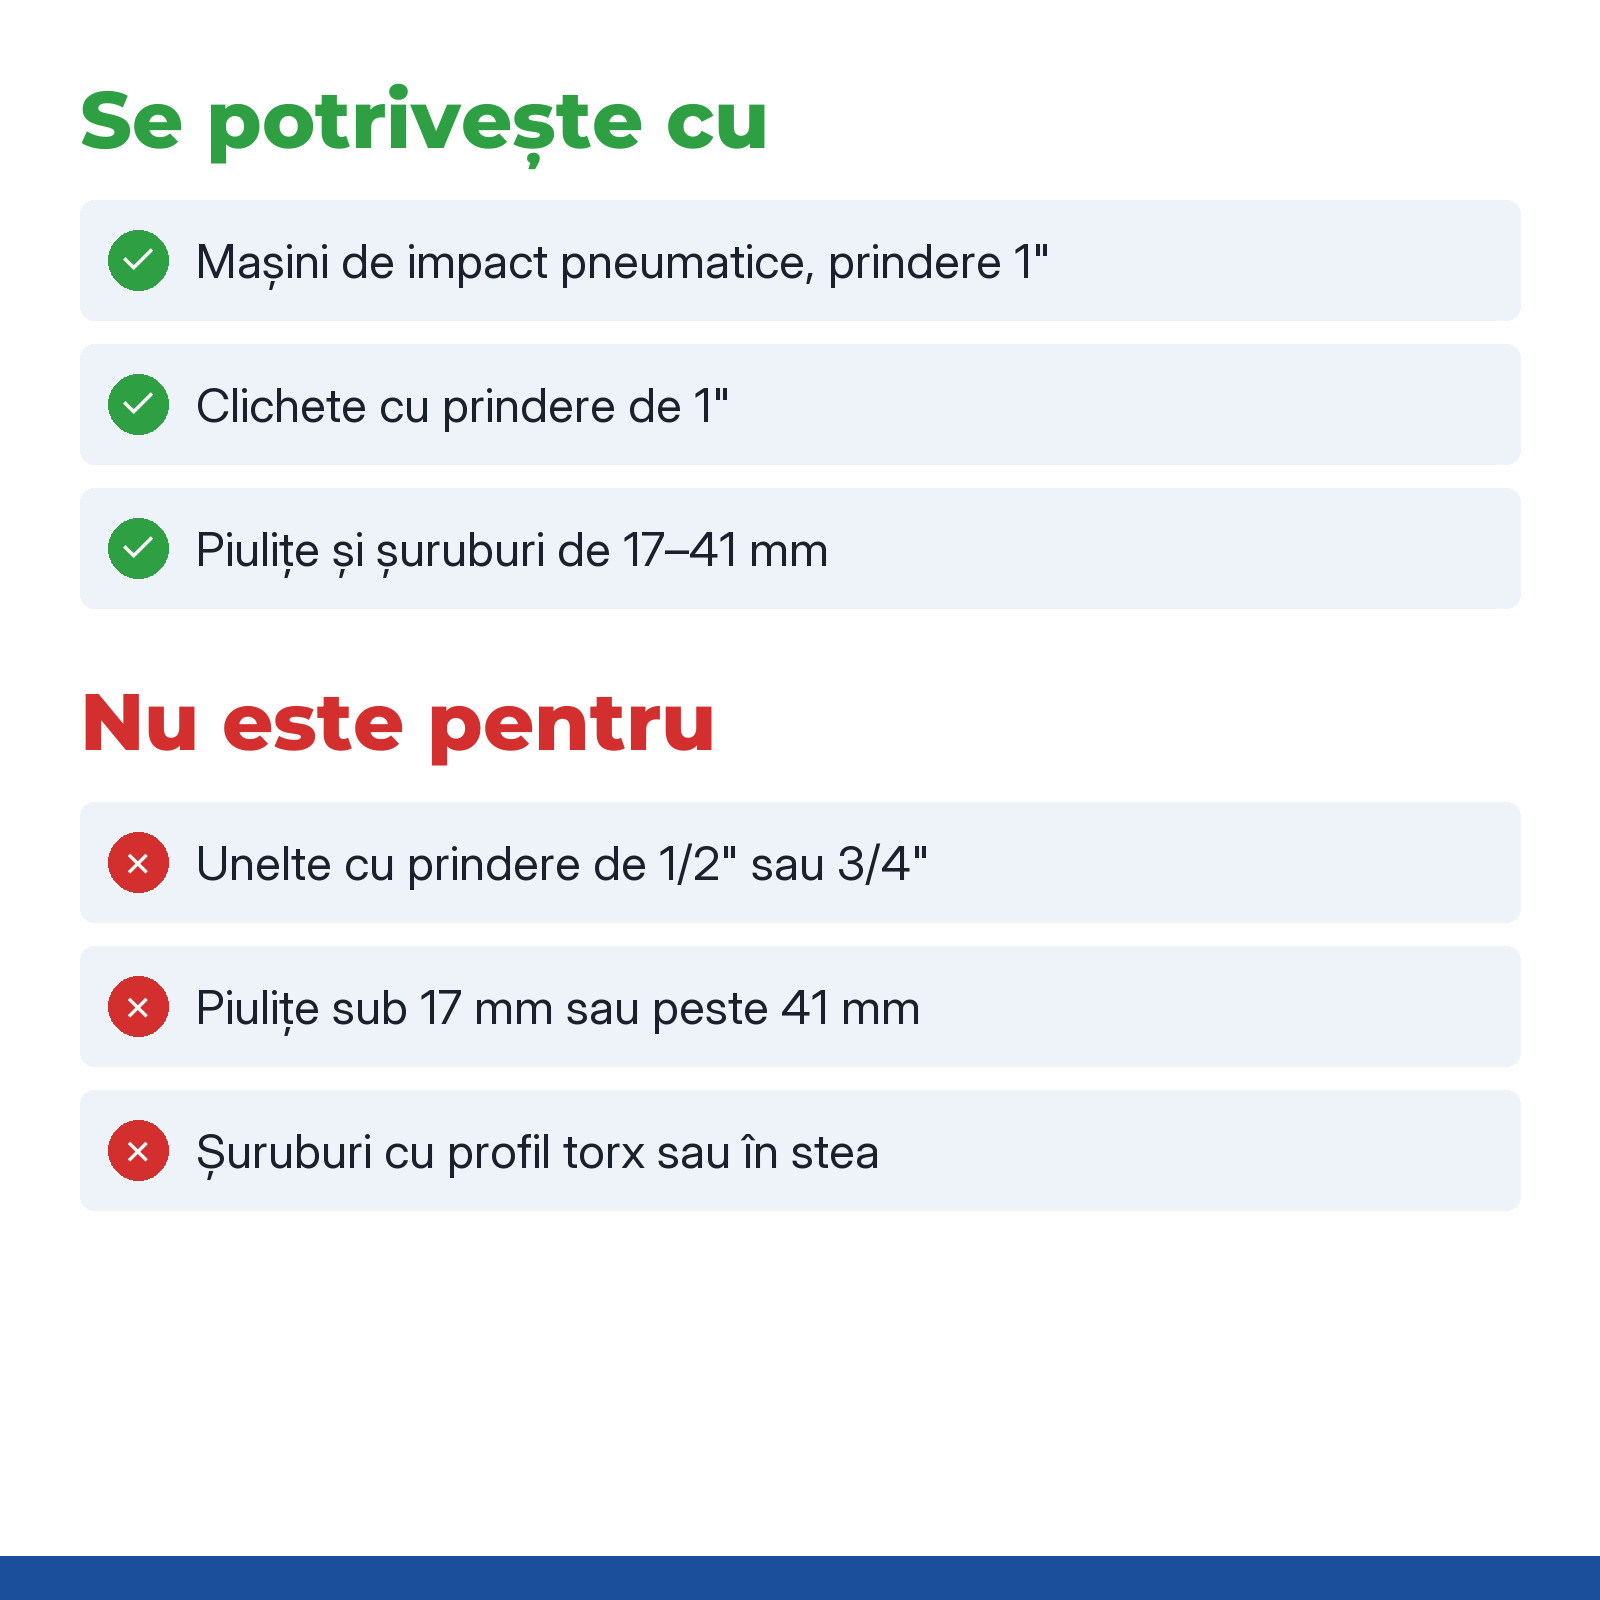 Se potrivește cu
Mașini de impact pneumatice, prindere 1"
Clichete cu prindere de 1"
Piulițe și șuruburi de 17–41 mm
Nu este pentru
Unelte cu prindere de 1/2" sau 3/4"
Piulițe sub 17 mm sau peste 41 mm
Șuruburi cu profil torx sau în stea